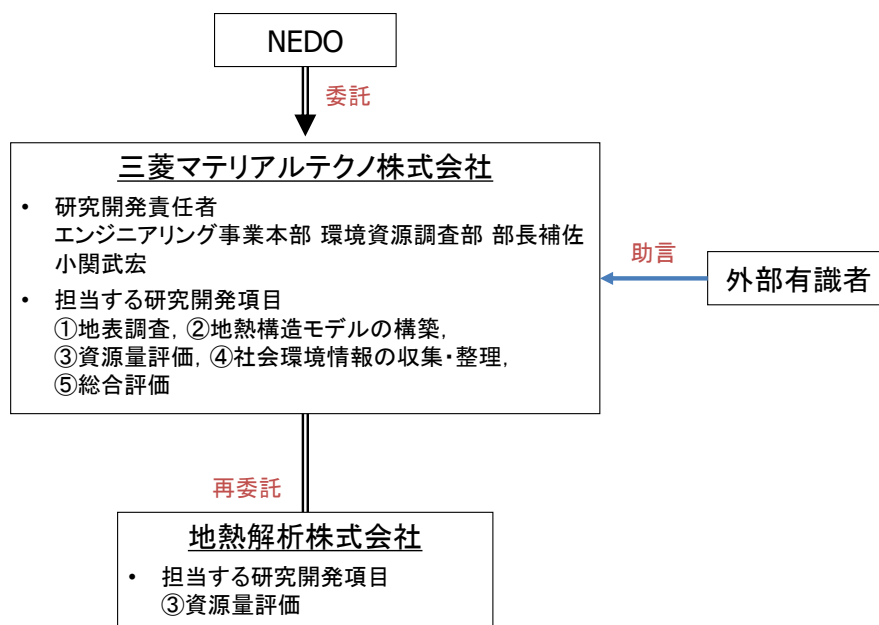 NEDO
委託
三菱マテリアルテクノ株式会社
• 研究開発責任者
エンジニアリング事業本部 環境資源調査部 部長補佐
小関武宏
• 担当する研究開発項目
①地表調査, ②地熱構造モデルの構築,
③資源量評価, ④社会環境情報の収集・整理,
⑤総合評価
助言
外部有識者
再委託
地熱解析株式会社
• 担当する研究開発項目
③資源量評価